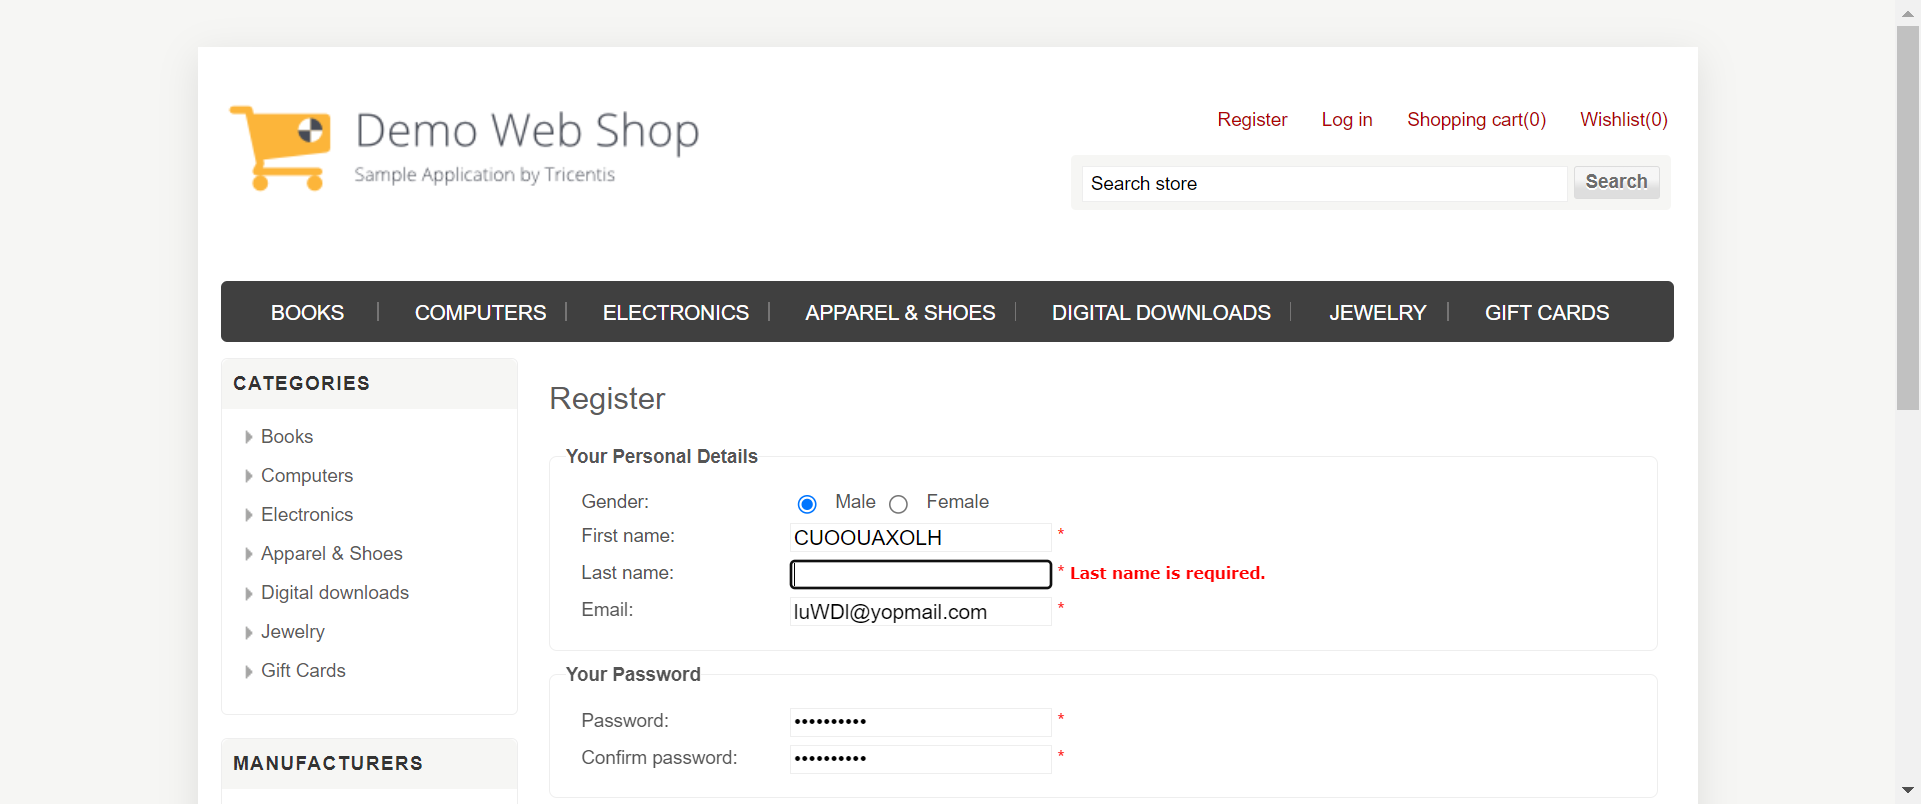 Demo Web Shop
Sample Application by Tricentis
Register Log in Shopping cart(0) Wishlist(0)
Search store Search
BOOKS COMPUTERS ELECTRONICS APPAREL & SHOES DIGITAL DOWNLOADS JEWELRY GIFT CARDS
CATEGORIES
Books
Computers
Electronics
Apparel & Shoes
Digital downloads
Jewelry
Gift Cards
MANUFACTURERS
Register
Your Personal Details
Gender: Male Female
First name: CUOOUAXOLH *
Last name: * Last name is required.
Email: luWDl@yopmail.com *
Your Password
Password: •••••••••• *
Confirm password: •••••••••• *